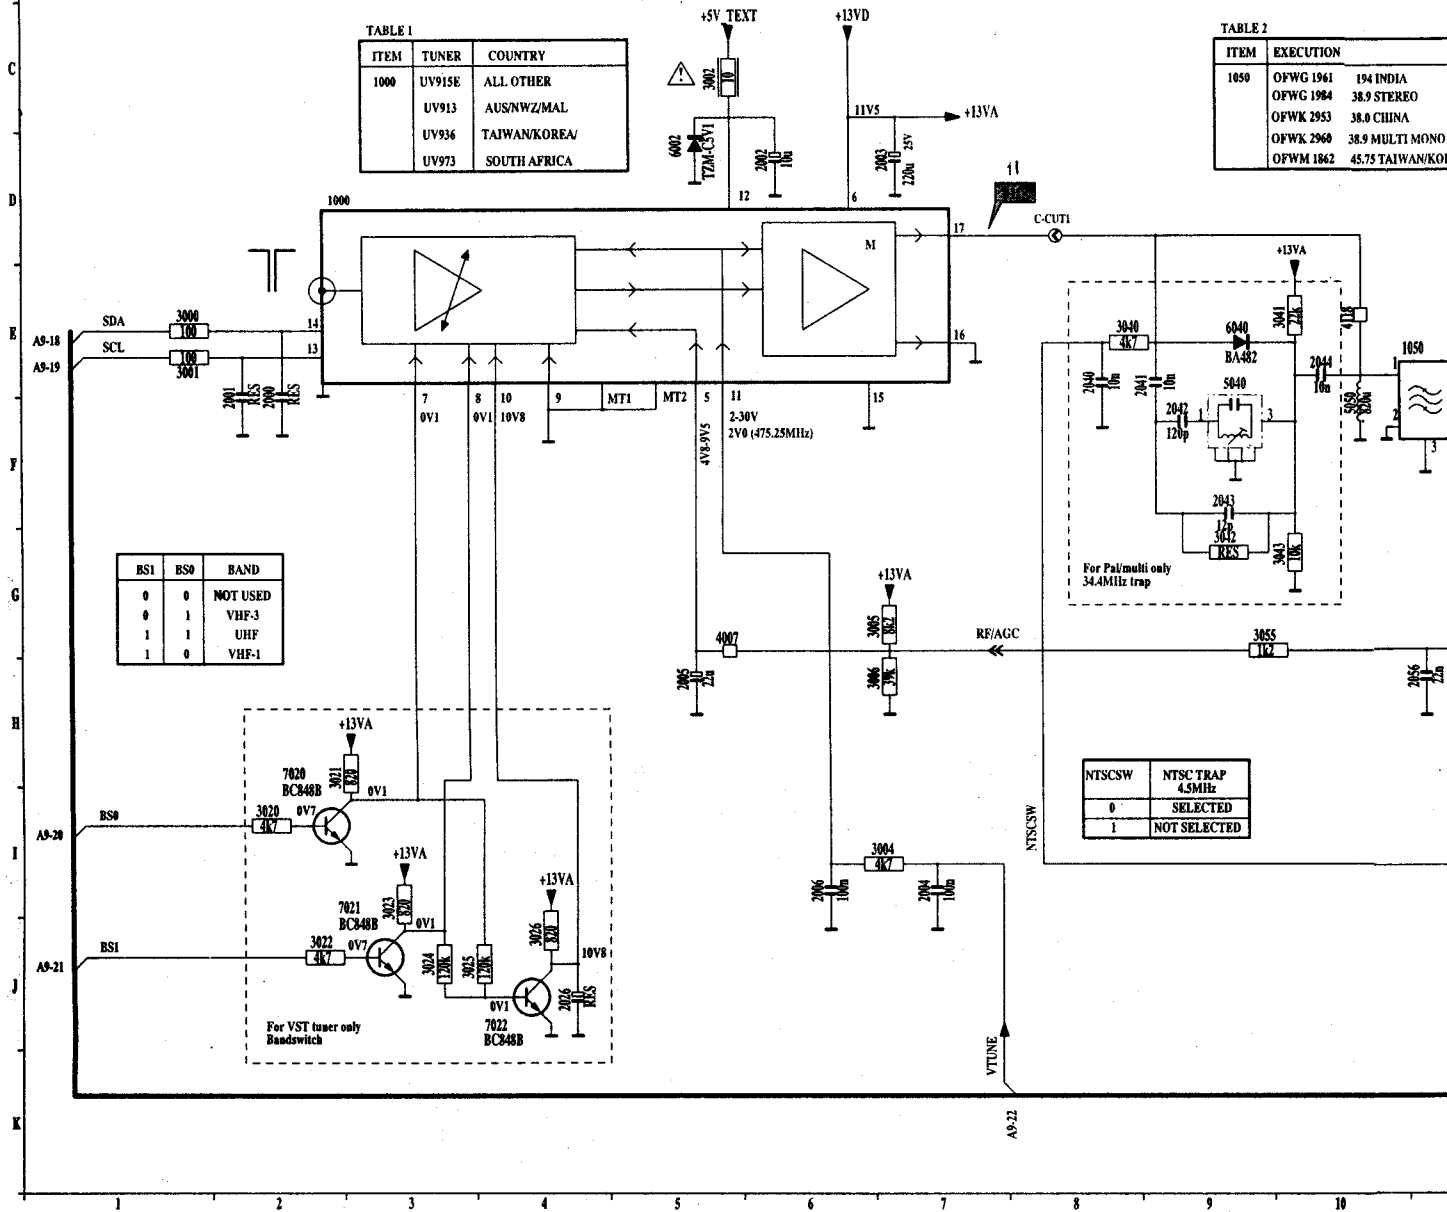 TABLE 1
ITEM TUNER COUNTRY
1000 UV915E ALL OTHER
UV913 AUS/NWZ/MAL
UV936 TAIWAN/KOREA/
UV973 SOUTH AFRICA
+5V TEXT
+13VD
TABLE 2
ITEM EXECUTION
1050 OFWG 1961 194 INDIA
OFWG 1984 38.9 STEREO
OFWK 2953 38.0 CHINA
OFWK 2960 38.9 MULTI MONO
OFWM 1862 45.75 TAIWAN/KO
C
3002
10
11V5
+13VA
6002
TZM-C5V1
2002
10u
2003
25V
220u
D
1000
12
6
11
17
C-CUT1
M
+13VA
E
A9-18
SDA
3000
100
14
A9-19
SCL
100
3001
13
2001
RES
2000
RES
16
3040
4k7
6040
BA482
3041
22k
4118
1050
2040
10n
2041
10n
5040
2044
10n
5050
820u
1
2
3
2042
120p
1
3
7
0V1
8
0V1
10
10V8
9
MT1
MT2
5
4V8-9V5
11
2-30V
2V0 (475.25MHz)
15
F
2043
12p
3042
RES
3043
10k
For Pal/multi only
34.4MHz trap
BS1 BS0 BAND
0 0 NOT USED
0 1 VHF-3
1 1 UHF
1 0 VHF-1
G
+13VA
3005
8k2
4007
RF/AGC
3055
1k2
2005
22n
3006
39k
2056
22n
H
NTSCSW NTSC TRAP
4.5MHz
0 SELECTED
1 NOT SELECTED
NTSCSW
+13VA
7020
BC848B
3021
820
0V7
0V1
BS0
3020
4k7
A9-20
I
+13VA
3004
4k7
2006
100n
2004
100n
7021
BC848B
3023
820
0V1
+13VA
BS1
3022
4k7
0V7
A9-21
3024
120k
3025
120k
3026
820
10V8
0V1
2026
RES
7022
BC848B
J
For VST tuner only
Bandswitch
VTUNE
A9-22
K
1 2 3 4 5 6 7 8 9 10